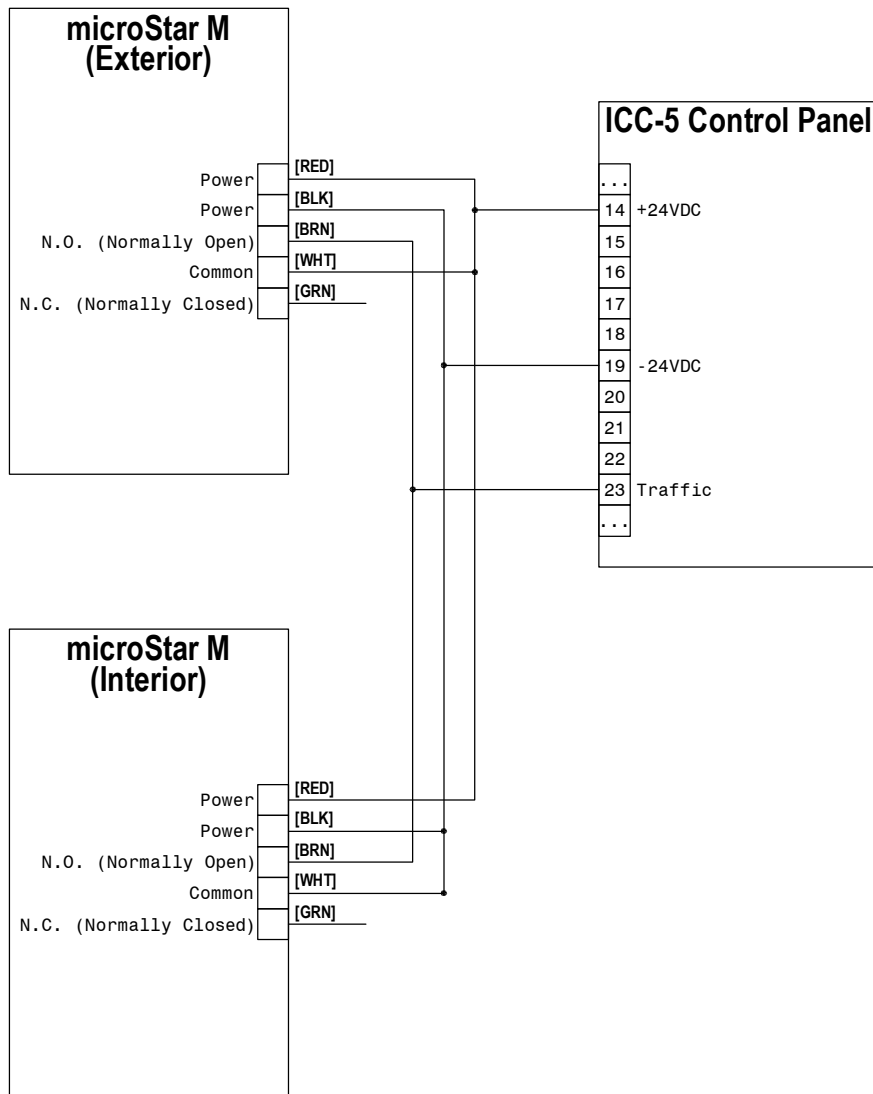 microStar M
(Exterior)
Power
[RED]
Power
[BLK]
N.O. (Normally Open)
[BRN]
Common
[WHT]
N.C. (Normally Closed)
[GRN]
ICC-5 Control Panel
...
14 +24VDC
15
16
17
18
19 -24VDC
20
21
22
23 Traffic
...
microStar M
(Interior)
Power
[RED]
Power
[BLK]
N.O. (Normally Open)
[BRN]
Common
[WHT]
N.C. (Normally Closed)
[GRN]